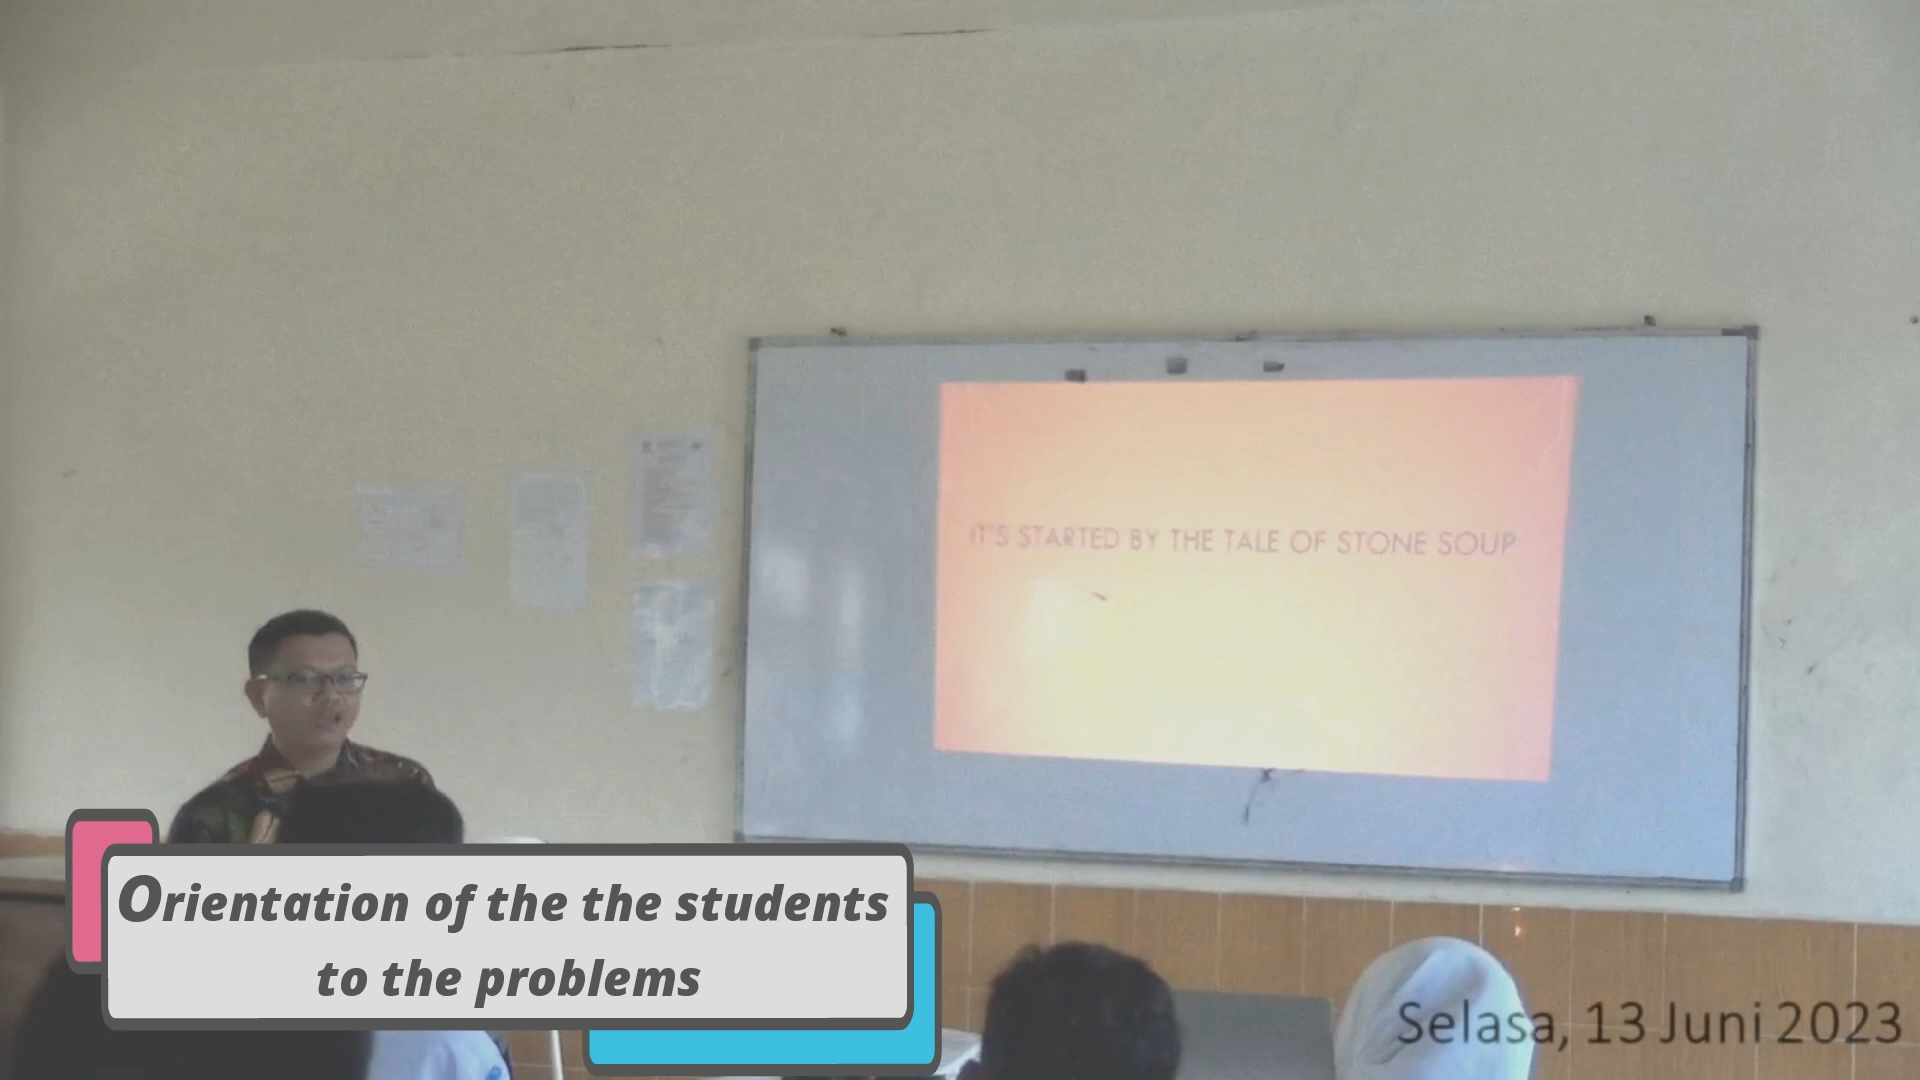 IT'S STARTED BY THE TALE OF STONE SOUP
Orientation of the the students
to the problems
Selasa, 13 Juni 2023